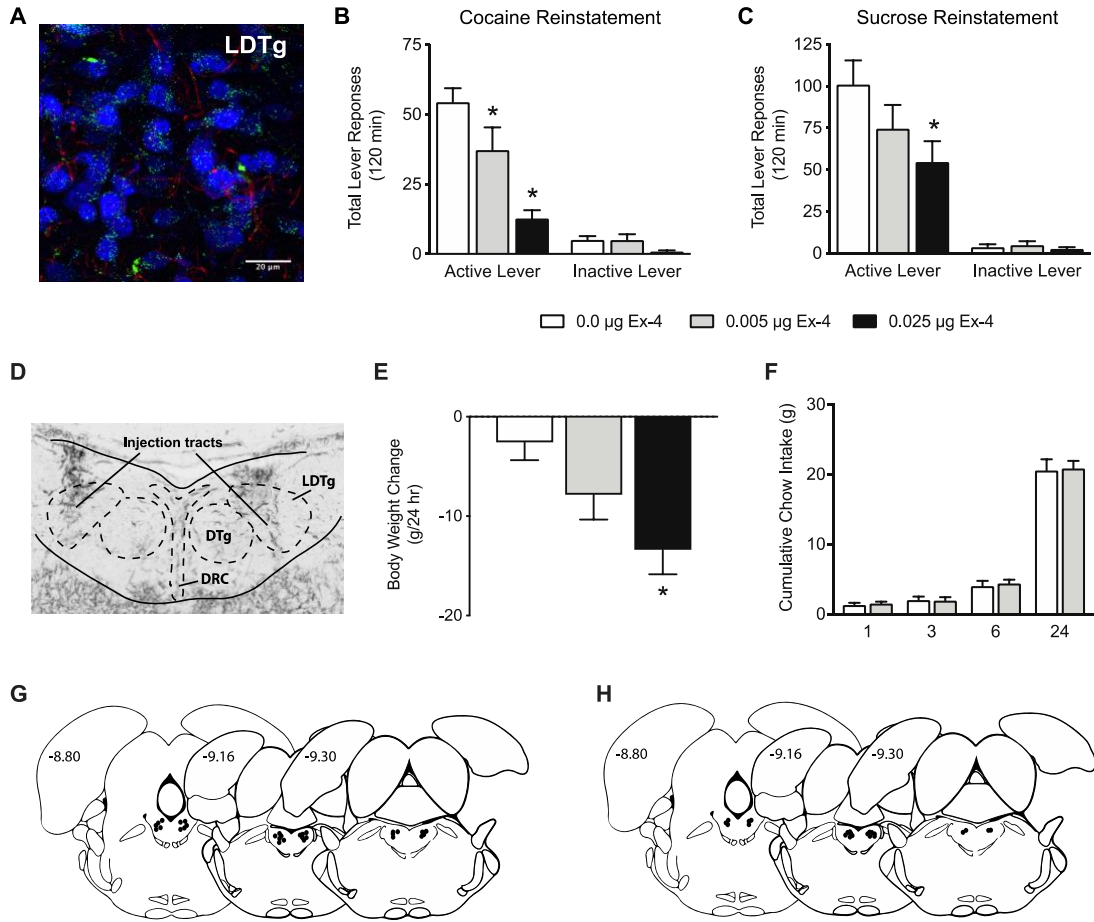 A
LDTg
20 µm
B
Cocaine Reinstatement
Total Lever Reponses
(120 min)
75
50
25
0
*
*
Active Lever
Inactive Lever
C
Sucrose Reinstatement
Total Lever Reponses
(120 min)
125
100
75
50
25
0
*
Active Lever
Inactive Lever
0.0 µg Ex-4
0.005 µg Ex-4
0.025 µg Ex-4
D
Injection tracts
LDTg
DTg
DRC
E
Body Weight Change
(g/24 hr)
0
-10
-20
*
F
Cumulative Chow Intake (g)
30
20
10
0
1
3
6
24
G
-8.80
-9.16
-9.30
H
-8.80
-9.16
-9.30